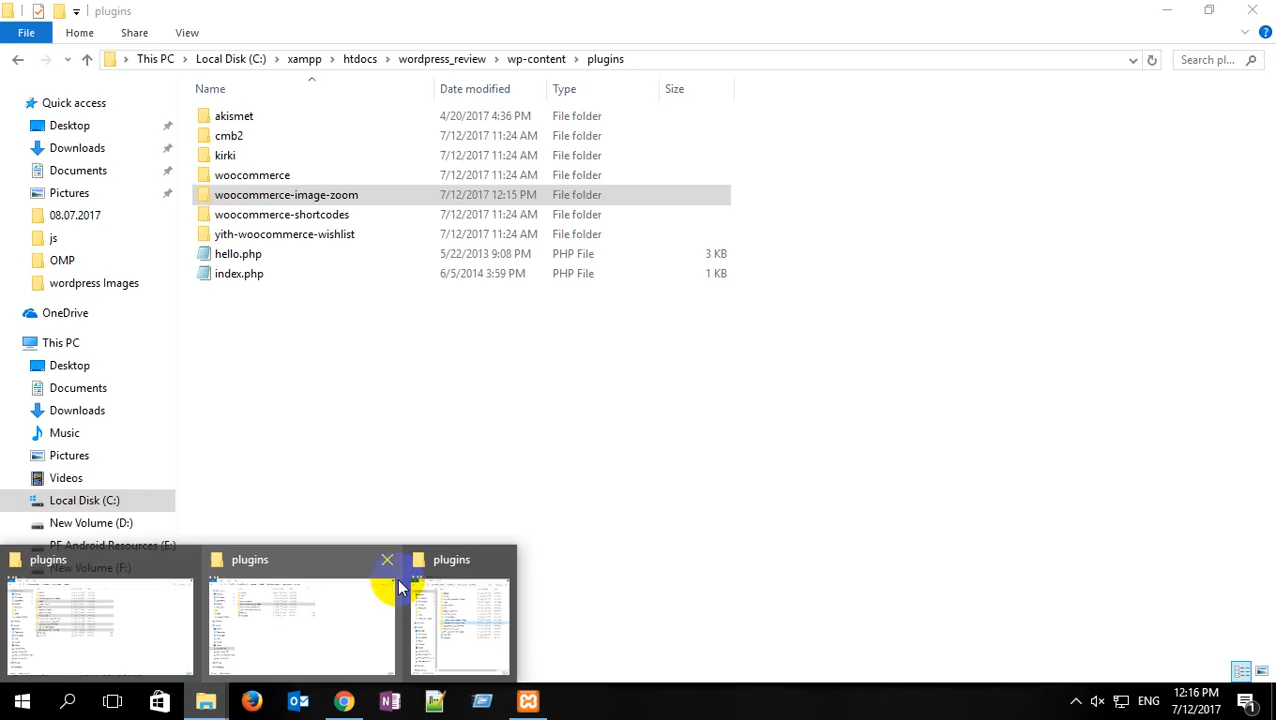 plugins
File Home Share View
This PC Local Disk (C:) xampp htdocs wordpress_review wp-content plugins Search pl...
Name Date modified Type Size
Quick access
Desktop
Downloads
Documents
Pictures
08.07.2017
js
OMP
wordpress Images
OneDrive
This PC
Desktop
Documents
Downloads
Music
Pictures
Videos
Local Disk (C:)
New Volume (D:)
PF Android Resources (E:)
New Volume (F:)
akismet 4/20/2017 4:36 PM File folder
cmb2 7/12/2017 11:24 AM File folder
kirki 7/12/2017 11:24 AM File folder
woocommerce 7/12/2017 11:24 AM File folder
woocommerce-image-zoom 7/12/2017 12:15 PM File folder
woocommerce-shortcodes 7/12/2017 11:24 AM File folder
yith-woocommerce-wishlist 7/12/2017 11:24 AM File folder
hello.php 5/22/2013 9:08 PM PHP File 3 KB
index.php 6/5/2014 3:59 PM PHP File 1 KB
plugins plugins plugins
ENG 12:16 PM
7/12/2017 1